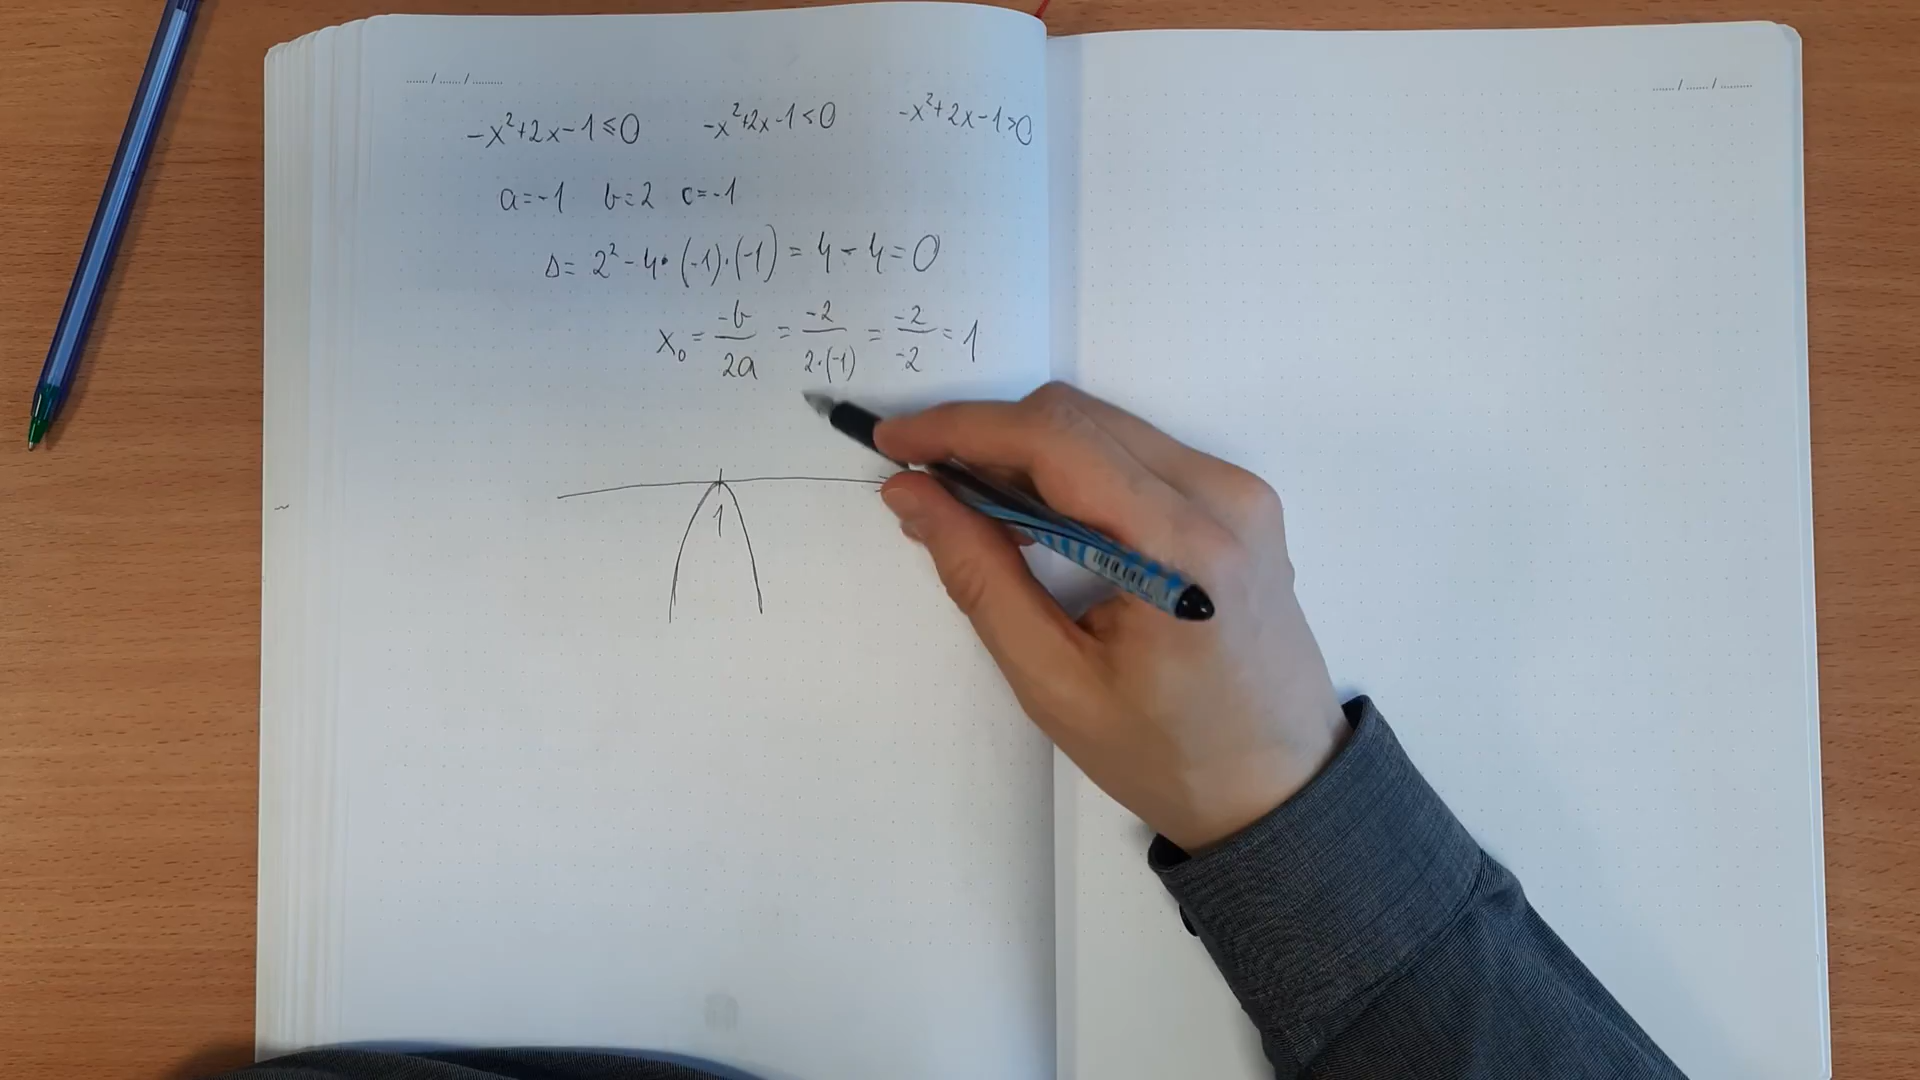 ...... / ...... / ..........
...... / ...... / ..........
-x²+2x-1≤0 -x²+2x-1<0 -x²+2x-1>0
a=-1 b=2 c=-1
Δ= 2²-4·(-1)·(-1)=4-4=0
x₀ = -b/2a = -2/2·(-1) = -2/-2 = 1
1